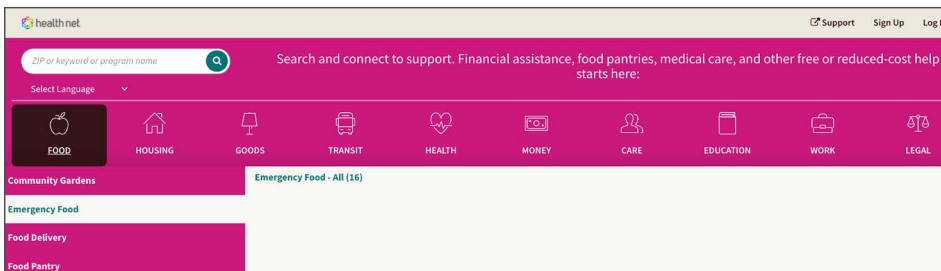 health net
Support
Sign Up
ZIP or keyword or program name
Search and connect to support. Financial assistance, food pantries, medical care, and other free or reduced-cost help
starts here:
Select Language
FOOD
HOUSING
GOODS
TRANSIT
HEALTH
MONEY
CARE
EDUCATION
WORK
LEGAL
Community Gardens
Emergency Food - All (16)
Emergency Food
Food Delivery
Food Pantry